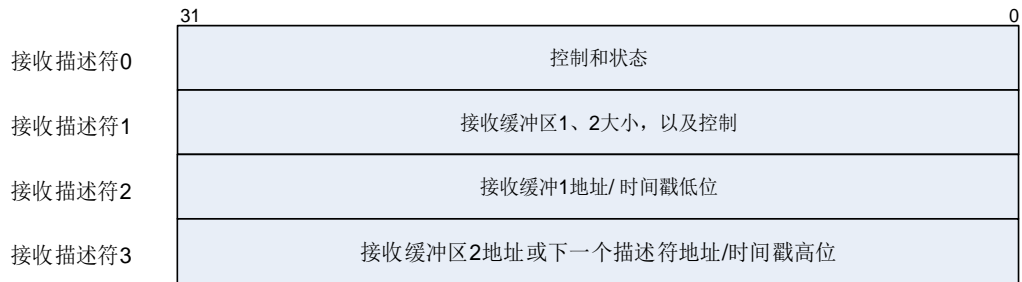 31 0
接收描述符0 控制和状态
接收描述符1 接收缓冲区1、2大小，以及控制
接收描述符2 接收缓冲1地址/ 时间戳低位
接收描述符3 接收缓冲区2地址或下一个描述符地址/时间戳高位